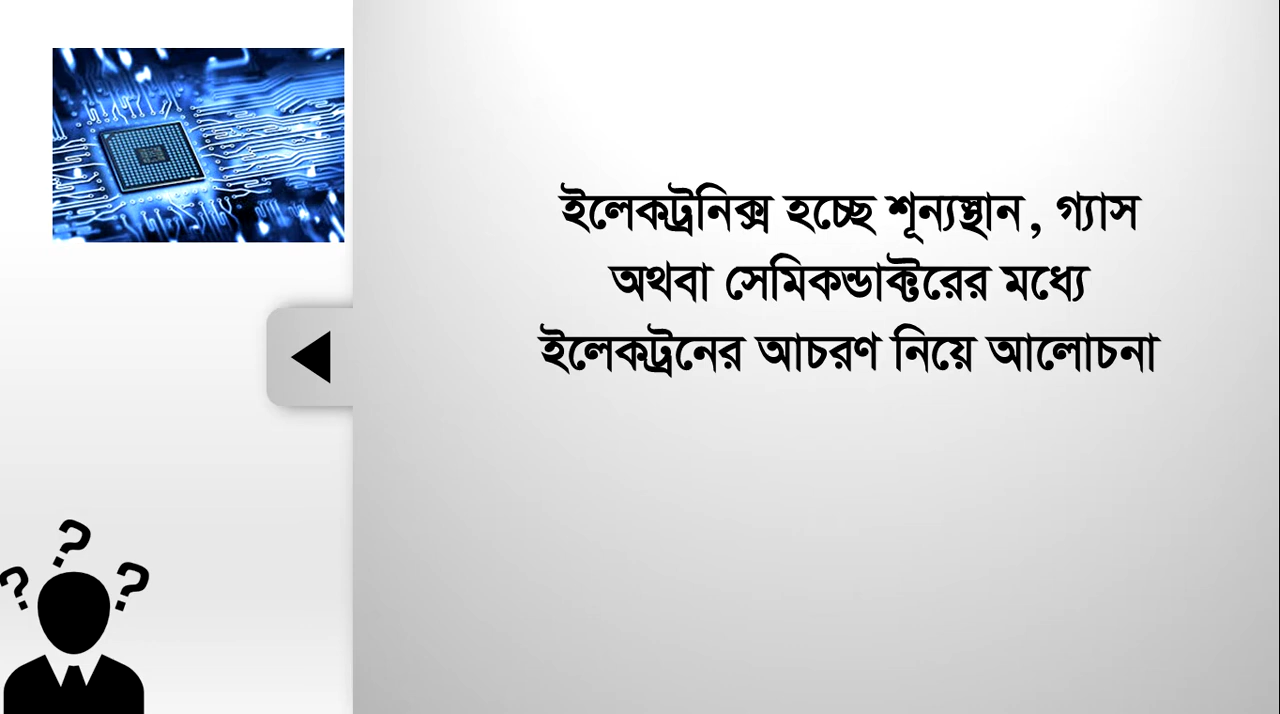 ইলেকট্রনিক্স হচ্ছে শূন্যস্থান, গ্যাস
অথবা সেমিকন্ডাক্টরের মধ্যে
ইলেকট্রনের আচরণ নিয়ে আলোচনা
? ? ?